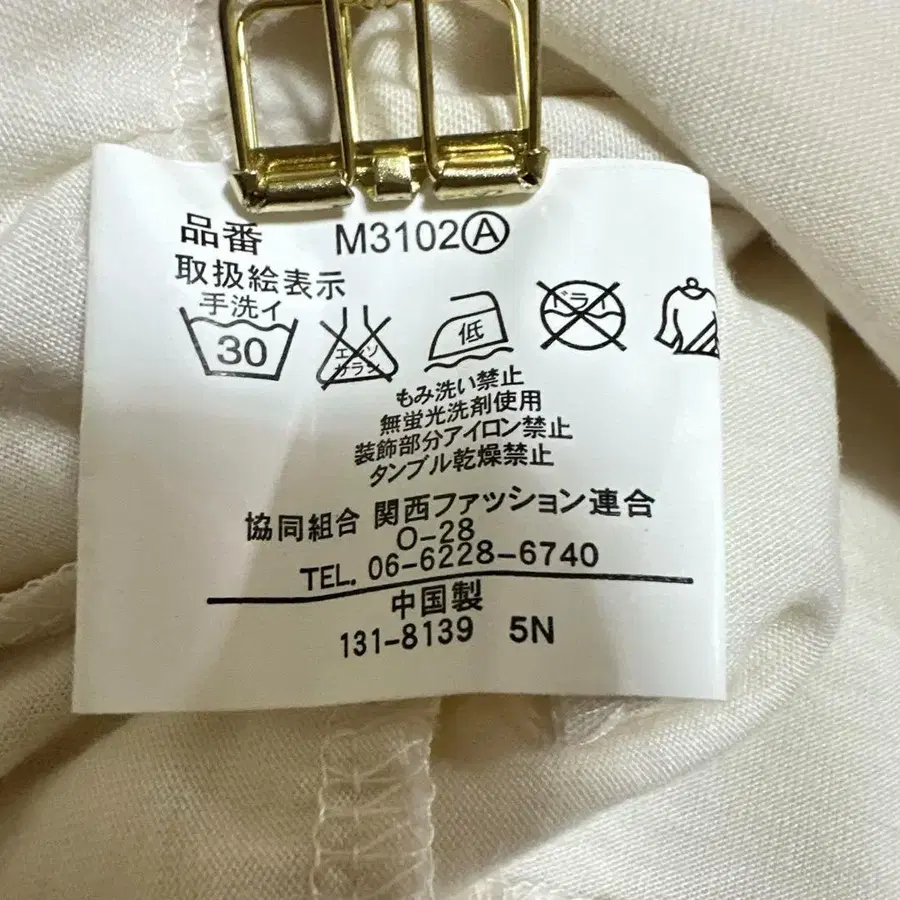 品番 M3102Ⓐ
取扱絵表示
手洗イ
30
エンソ
サラシ
低
ドライ
もみ洗い禁止
無蛍光洗剤使用
装飾部分アイロン禁止
タンブル乾燥禁止
協同組合 関西ファッション連合
O-28
TEL. 06-6228-6740
中国製
131-8139 5N